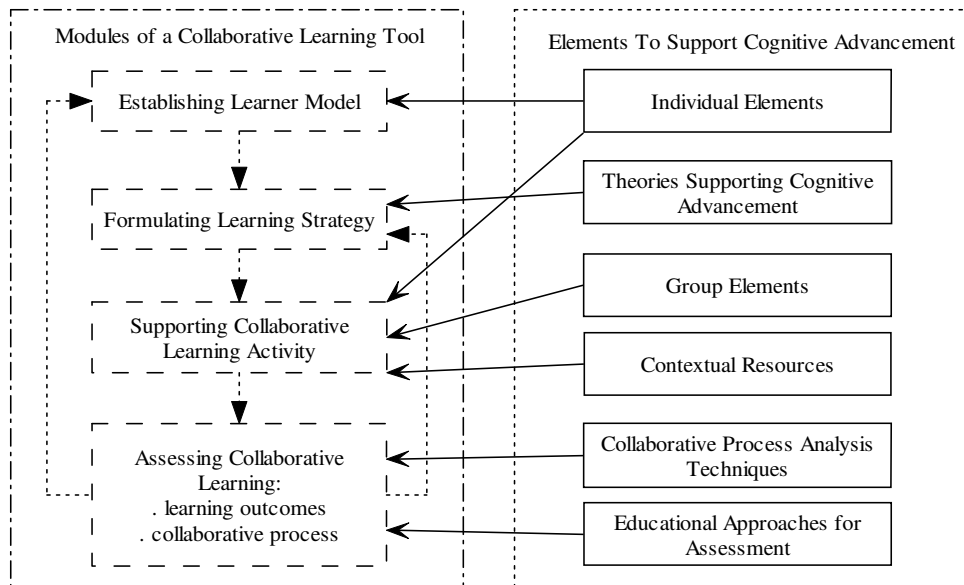 Modules of a Collaborative Learning Tool
Establishing Learner Model
Formulating Learning Strategy
Supporting Collaborative
Learning Activity
Assessing Collaborative
Learning:
. learning outcomes
. collaborative process
Elements To Support Cognitive Advancement
Individual Elements
Theories Supporting Cognitive
Advancement
Group Elements
Contextual Resources
Collaborative Process Analysis
Techniques
Educational Approaches for
Assessment